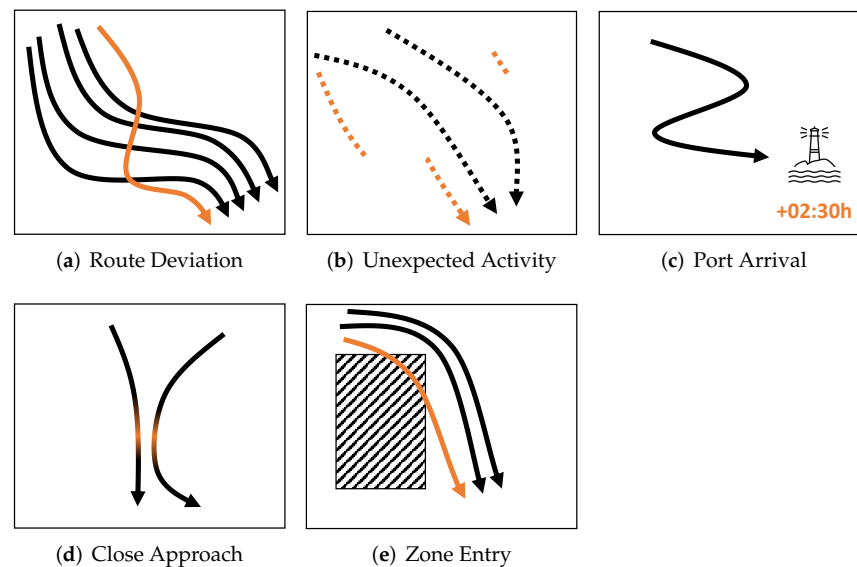 +02:30h
(a) Route Deviation
(b) Unexpected Activity
(c) Port Arrival
(d) Close Approach
(e) Zone Entry